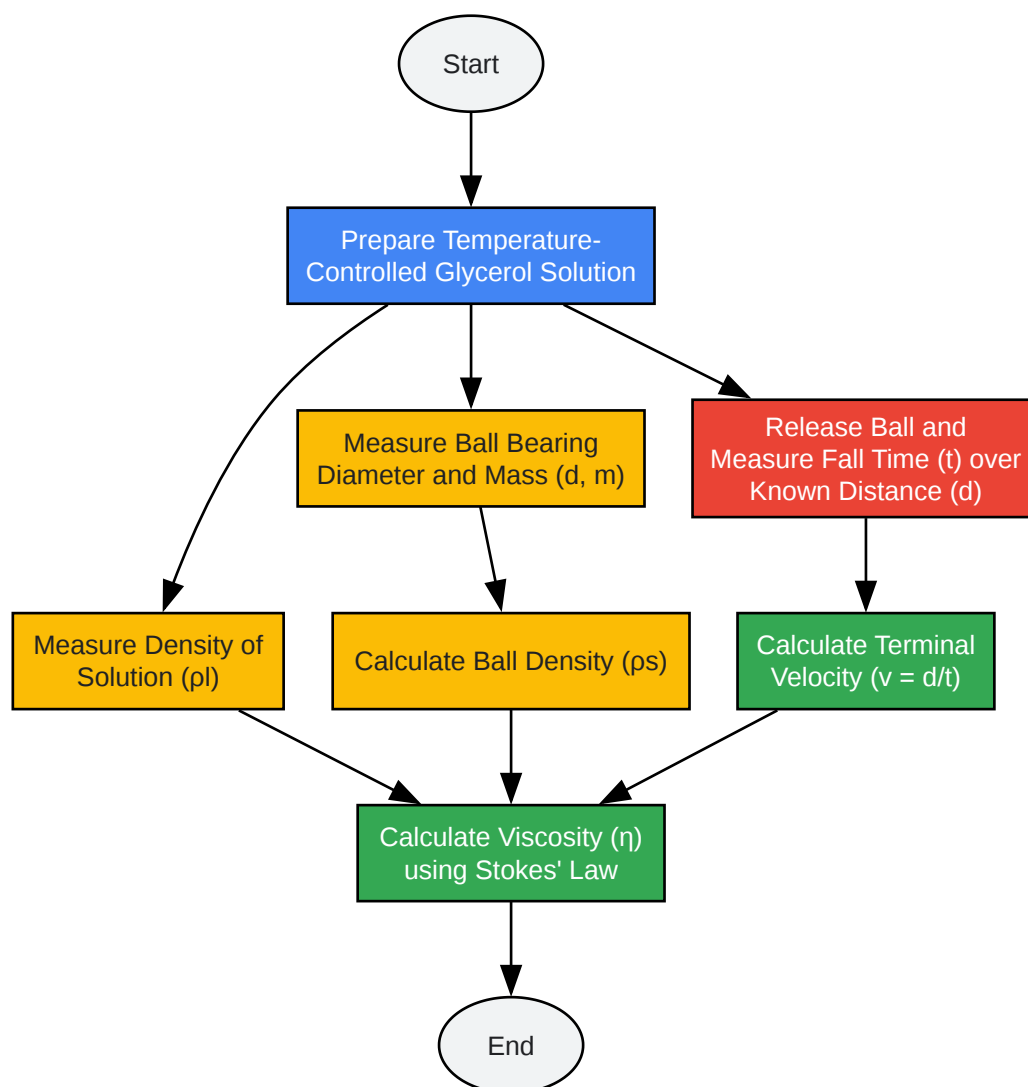 Start
Prepare Temperature-
Controlled Glycerol Solution
Measure Ball Bearing
Diameter and Mass (d, m)
Release Ball and
Measure Fall Time (t) over
Known Distance (d)
Measure Density of
Solution (ρl)
Calculate Ball Density (ρs)
Calculate Terminal
Velocity (v = d/t)
Calculate Viscosity (η)
using Stokes' Law
End